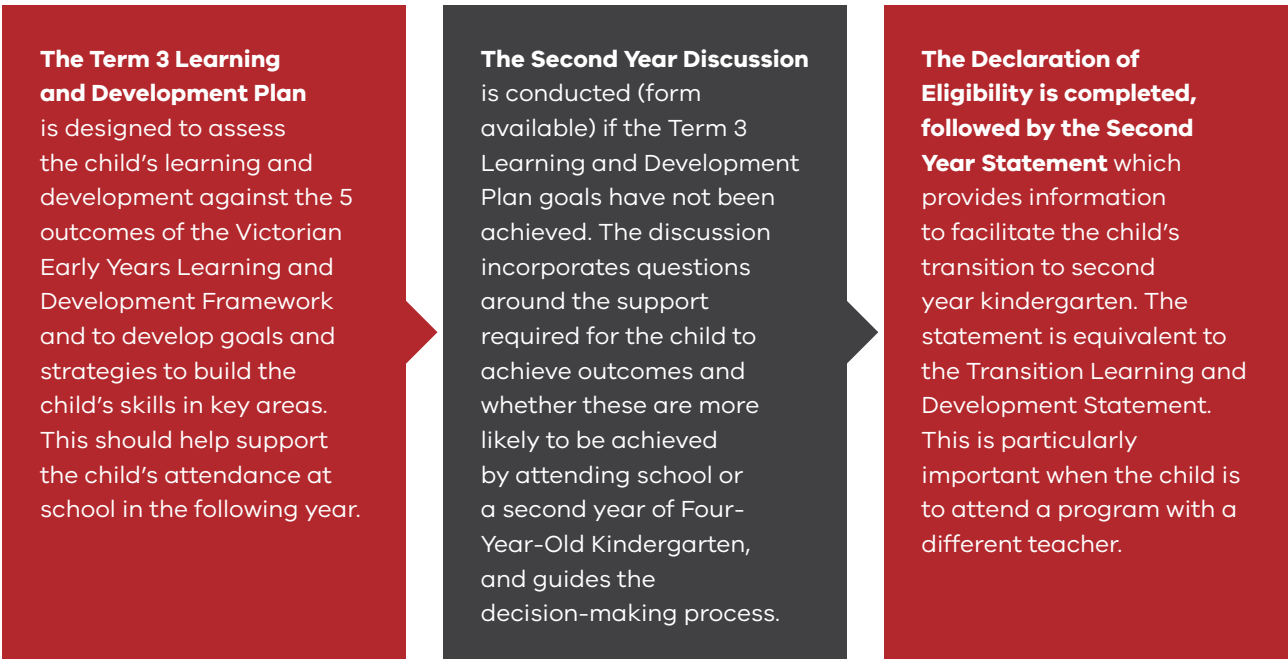 The Term 3 Learning
and Development Plan
is designed to assess
the child's learning and
development against the 5
outcomes of the Victorian
Early Years Learning and
Development Framework
and to develop goals and
strategies to build the
child's skills in key areas.
This should help support
the child's attendance at
school in the following year.
The Second Year Discussion
is conducted (form
available) if the Term 3
Learning and Development
Plan goals have not been
achieved. The discussion
incorporates questions
around the support
required for the child to
achieve outcomes and
whether these are more
likely to be achieved
by attending school or
a second year of Four-
Year-Old Kindergarten,
and guides the
decision-making process.
The Declaration of
Eligibility is completed,
followed by the Second
Year Statement which
provides information
to facilitate the child's
transition to second
year kindergarten. The
statement is equivalent to
the Transition Learning and
Development Statement.
This is particularly
important when the child is
to attend a program with a
different teacher.